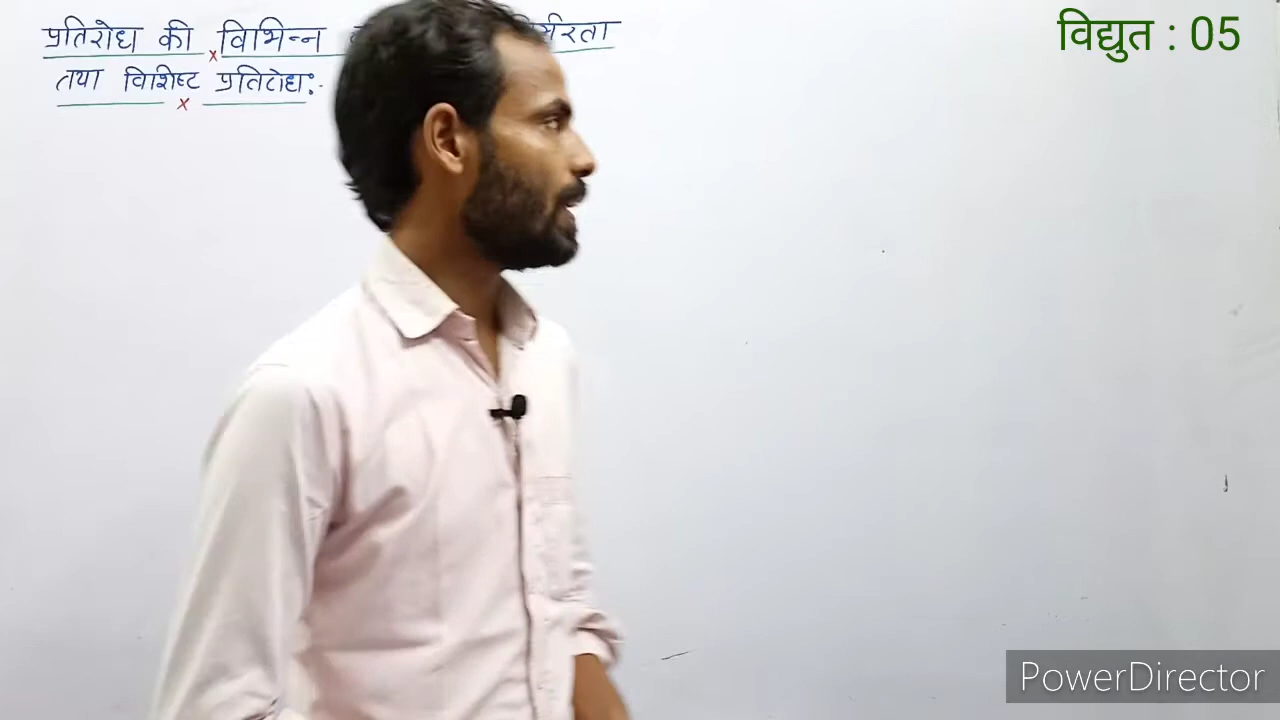 प्रतिरोध की विभिन्न
तथा विशिष्ट प्रतिरोध:-
विद्युत : 05
PowerDirector